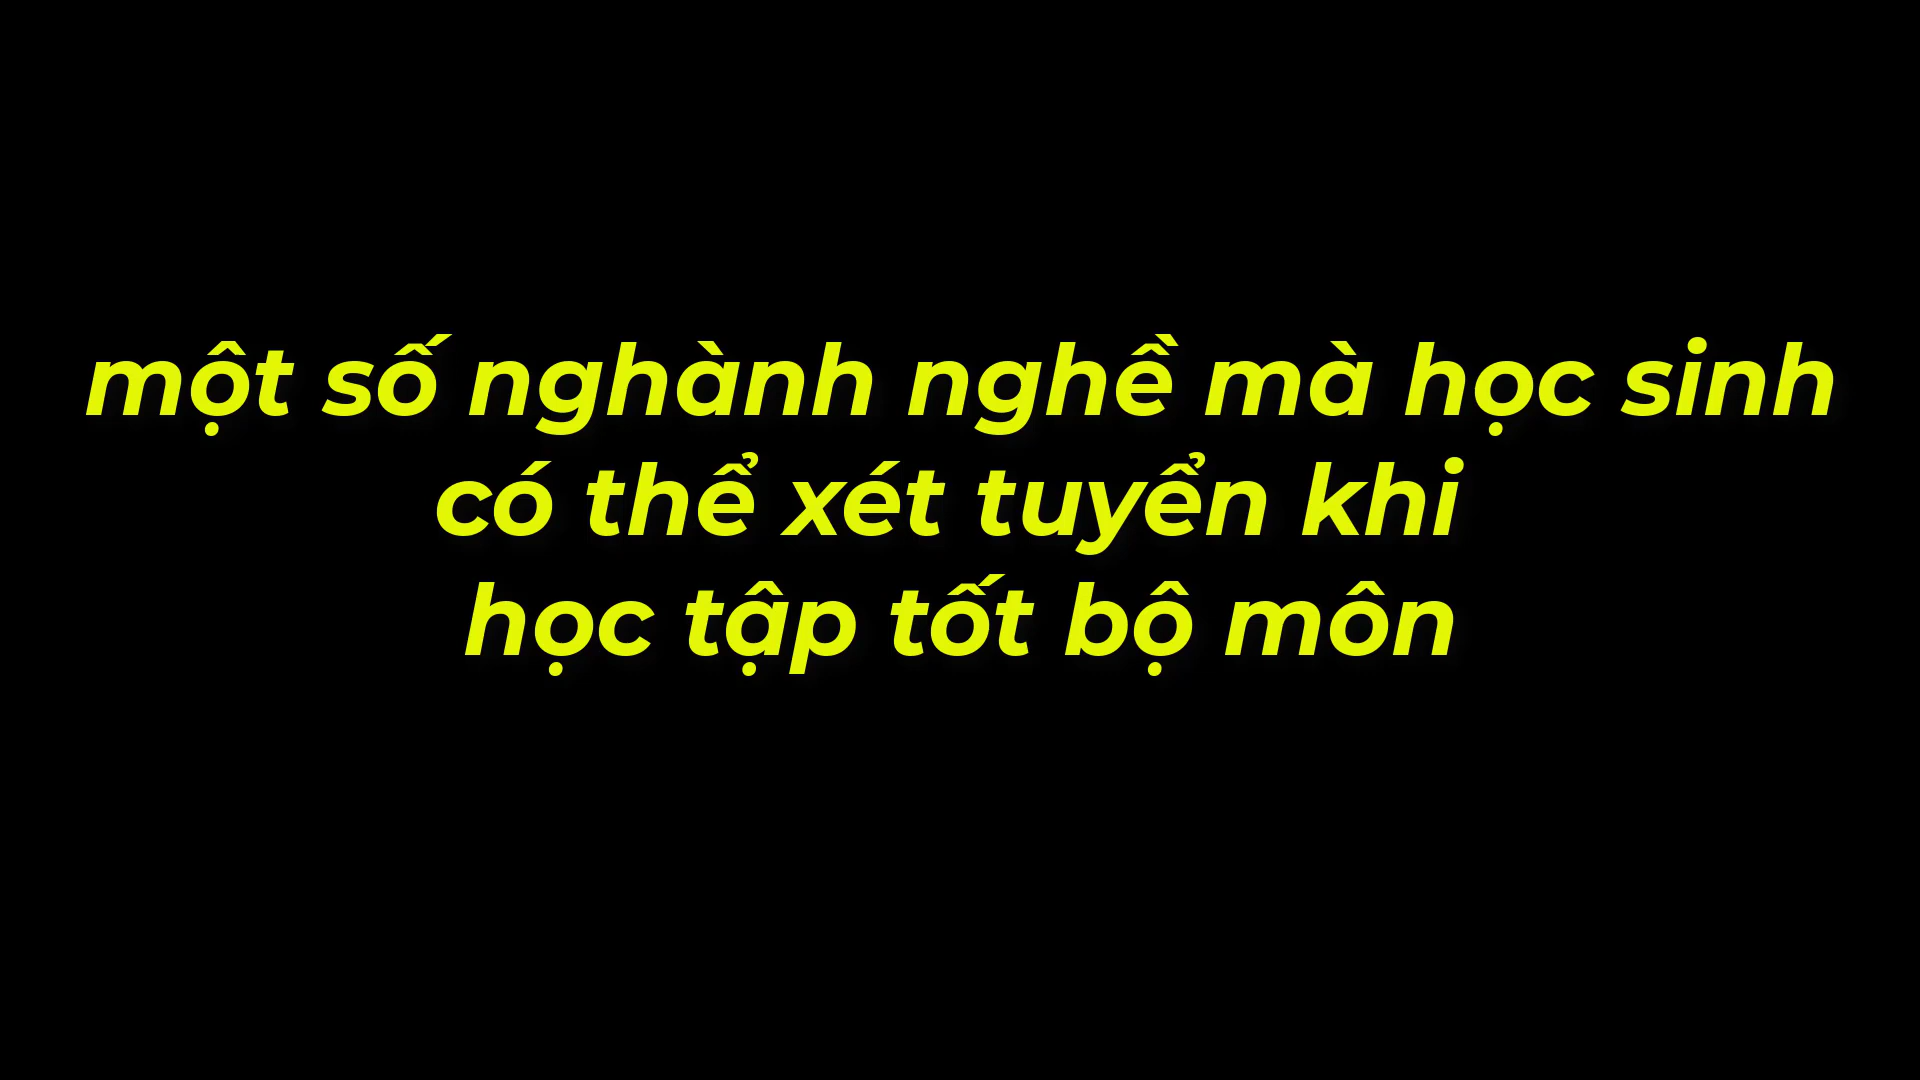 một số nghành nghề mà học sinh
có thể xét tuyển khi
học tập tốt bộ môn